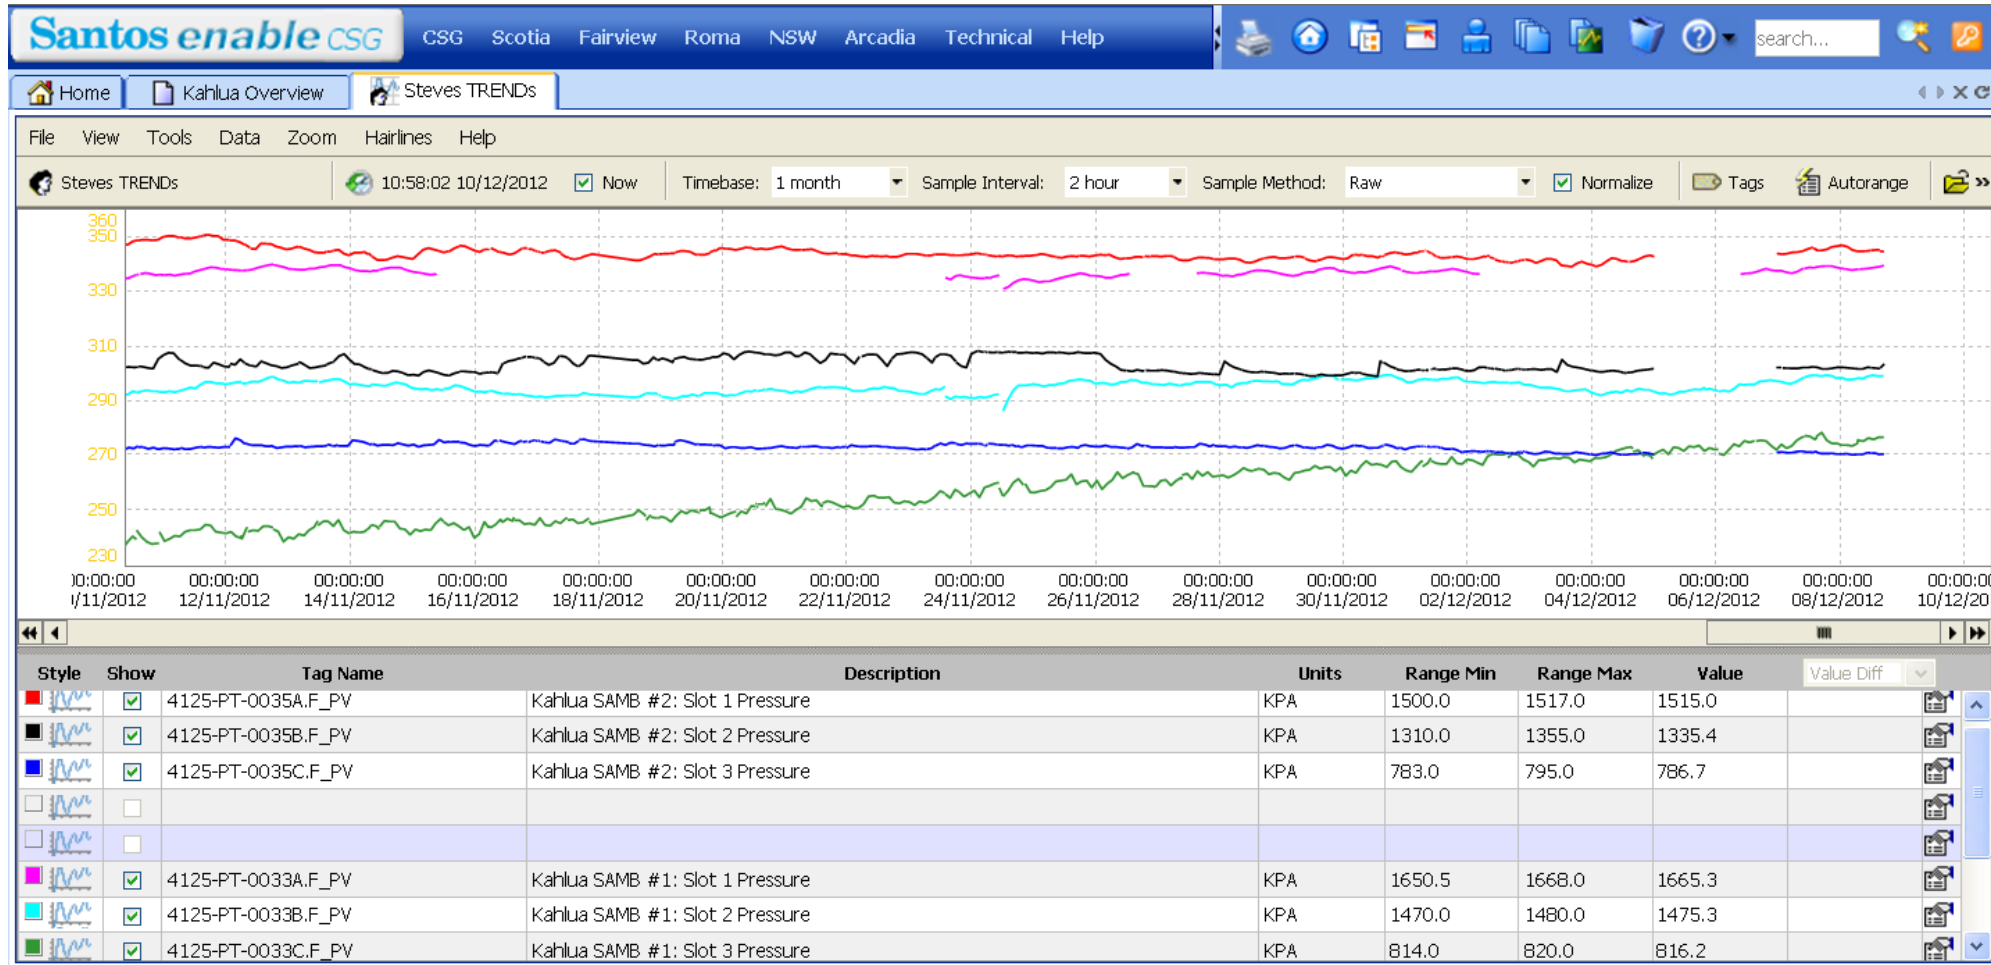 Santos enable CSG CSG Scotia Fairview Roma NSW Arcadia Technical Help search...
Home Kahlua Overview Steves TRENDs
File View Tools Data Zoom Hairlines Help
Steves TRENDs 10:58:02 10/12/2012 Now Timebase: 1 month Sample Interval: 2 hour Sample Method: Raw Normalize Tags Autorange
360
350
330
310
290
270
250
230
00:00:00 00:00:00 00:00:00 00:00:00 00:00:00 00:00:00 00:00:00 00:00:00 00:00:00 00:00:00 00:00:00 00:00:00 00:00:00 00:00:00 00:00:00
/11/2012 12/11/2012 14/11/2012 16/11/2012 18/11/2012 20/11/2012 22/11/2012 24/11/2012 26/11/2012 28/11/2012 30/11/2012 02/12/2012 04/12/2012 06/12/2012 08/12/2012 10/12/20
Style Show Tag Name Description Units Range Min Range Max Value Value Diff
4125-PT-0035A.F_PV Kahlua SAMB #2: Slot 1 Pressure KPA 1500.0 1517.0 1515.0
4125-PT-0035B.F_PV Kahlua SAMB #2: Slot 2 Pressure KPA 1310.0 1355.0 1335.4
4125-PT-0035C.F_PV Kahlua SAMB #2: Slot 3 Pressure KPA 783.0 795.0 786.7
4125-PT-0033A.F_PV Kahlua SAMB #1: Slot 1 Pressure KPA 1650.5 1668.0 1665.3
4125-PT-0033B.F_PV Kahlua SAMB #1: Slot 2 Pressure KPA 1470.0 1480.0 1475.3
4125-PT-0033C.F_PV Kahlua SAMB #1: Slot 3 Pressure KPA 814.0 820.0 816.2